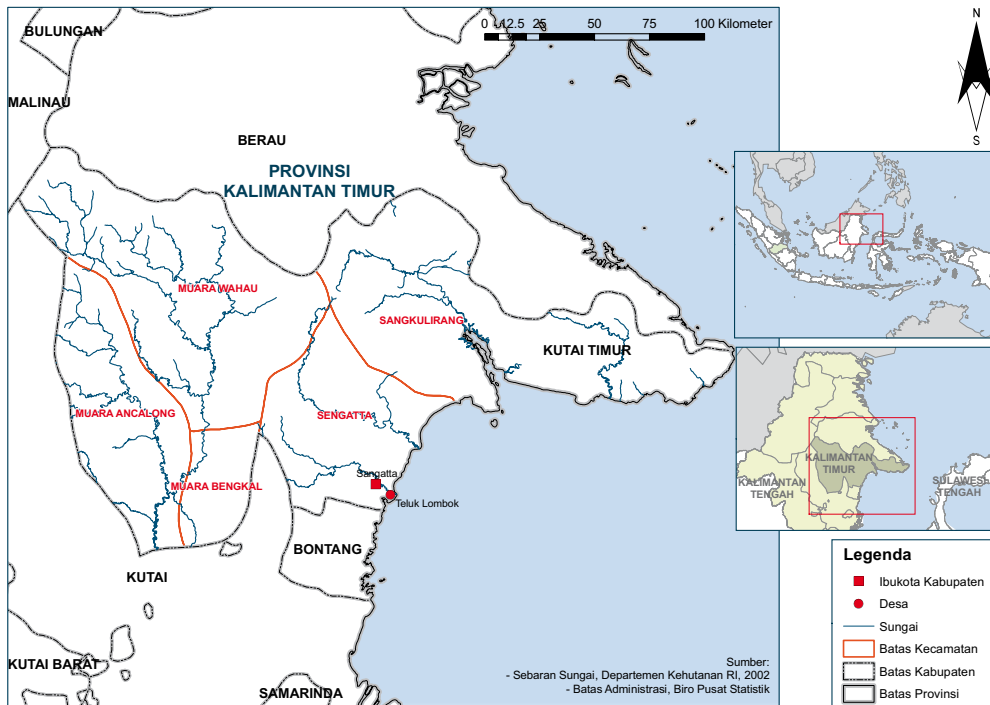 BULUNGAN
0 12.5 25 50 75 100 Kilometer
N
S
MALINAU
BERAU
PROVINSI
KALIMANTAN TIMUR
MUARA WAHAU
SANGKULIRANG
KUTAI TIMUR
MUARA ANCALONG
SENGATTA
Sangatta
Teluk Lombok
MUARA BENGKAL
BONTANG
KUTAI
KUTAI BARAT
SAMARINDA
KALIMANTAN
TIMUR
KALIMANTAN
TENGAH
SULAWESI
TENGAH
Legenda
Ibukota Kabupaten
Desa
Sungai
Batas Kecamatan
Batas Kabupaten
Batas Provinsi
Sumber:
- Sebaran Sungai, Departemen Kehutanan RI, 2002
- Batas Administrasi, Biro Pusat Statistik